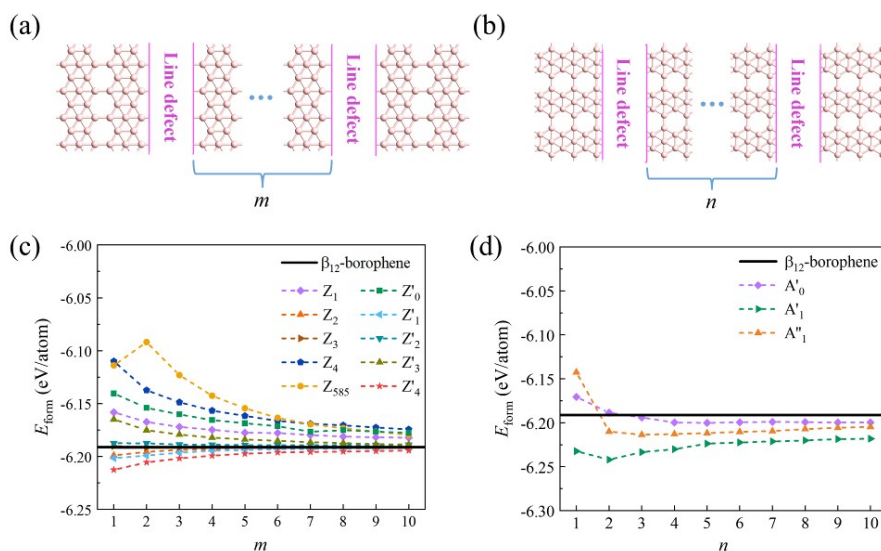 (a)
Line defect
Line defect
m
(b)
Line defect
Line defect
n
(c)
-6.00
-6.05
-6.10
-6.15
-6.20
-6.25
E_form (eV/atom)
β₁₂-borophene
Z₁ Z'₀
Z₂ Z'₁
Z₃ Z'₂
Z₄ Z'₃
Z₅₈₅ Z'₄
1 2 3 4 5 6 7 8 9 10
m
(d)
-6.00
-6.05
-6.10
-6.15
-6.20
-6.25
-6.30
E_form (eV/atom)
β₁₂-borophene
A'₀
A'₁
A''₁
1 2 3 4 5 6 7 8 9 10
n